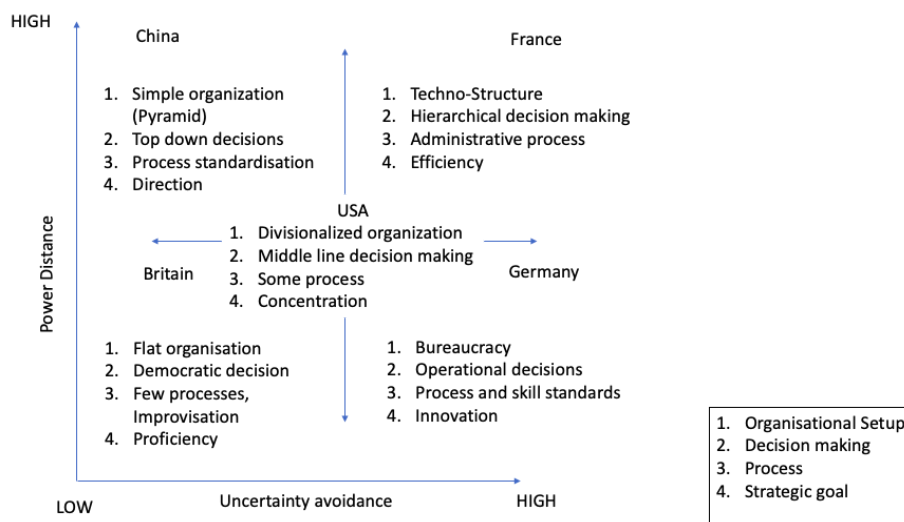 HIGH
China
France
1. Simple organization
(Pyramid)
2. Top down decisions
3. Process standardisation
4. Direction
1. Techno-Structure
2. Hierarchical decision making
3. Administrative process
4. Efficiency
Power Distance
USA
1. Divisionalized organization
2. Middle line decision making
3. Some process
4. Concentration
Britain
Germany
1. Flat organisation
2. Democratic decision
3. Few processes,
Improvisation
4. Proficiency
1. Bureaucracy
2. Operational decisions
3. Process and skill standards
4. Innovation
1. Organisational Setup
2. Decision making
3. Process
4. Strategic goal
LOW
Uncertainty avoidance
HIGH